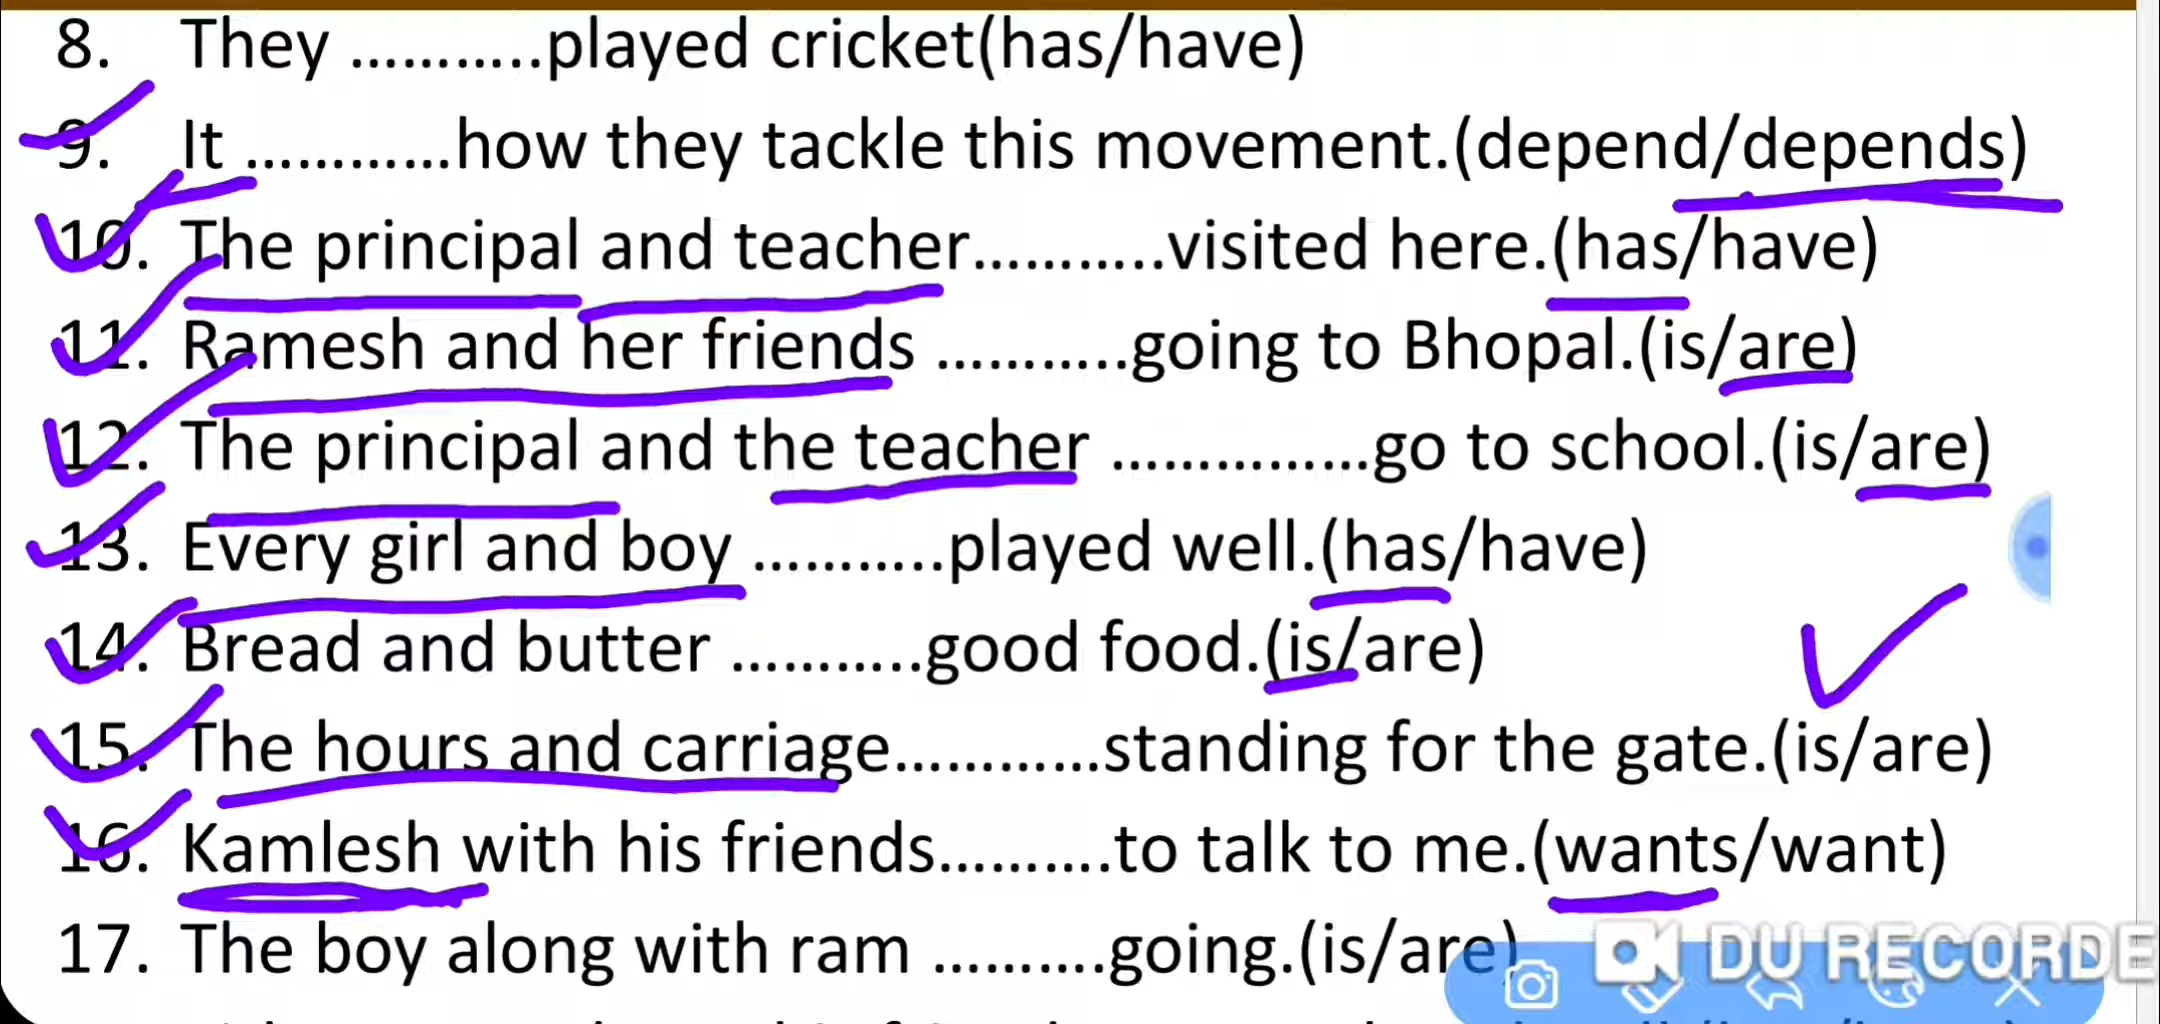 8. They ...........played cricket(has/have)
9. It ............how they tackle this movement.(depend/depends)
10. The principal and teacher...........visited here.(has/have)
11. Ramesh and her friends ...........going to Bhopal.(is/are)
12. The principal and the teacher ...............go to school.(is/are)
13. Every girl and boy ...........played well.(has/have)
14. Bread and butter ...........good food.(is/are)
15. The hours and carriage............standing for the gate.(is/are)
16. Kamlesh with his friends..........to talk to me.(wants/want)
17. The boy along with ram ..........going.(is/are)
DU RECORDE